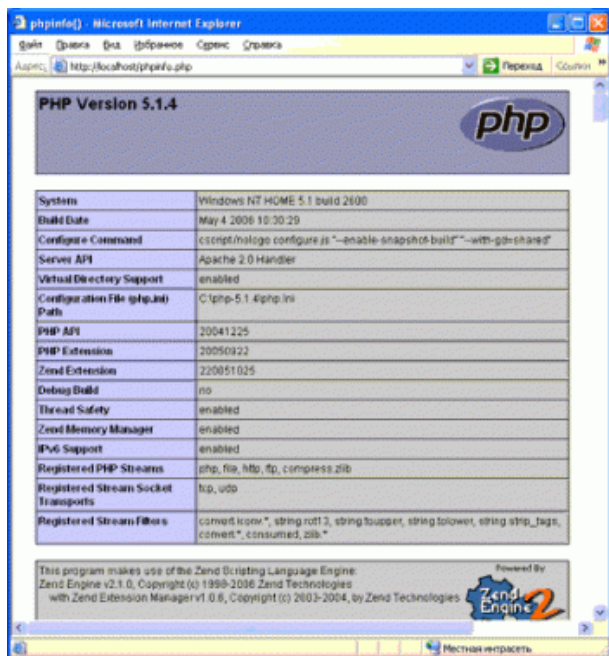 phpinfo() - Microsoft Internet Explorer
Файл Правка Вид Избранное Сервис Справка
Адрес: http://localhost/phpinfo.php Переход Ссылки »
PHP Version 5.1.4
php
System Windows NT HOME 5.1 build 2600
Build Date May 4 2006 10:30:29
Configure Command cscript/nologo configure.js "--enable-snapshot-build" "--with-gd=shared"
Server API Apache 2.0 Handler
Virtual Directory Support enabled
Configuration File (php.ini) C:\php-5.1.4\php.ini
Path
PHP API 20041225
PHP Extension 20050922
Zend Extension 220051025
Debug Build no
Thread Safety enabled
Zend Memory Manager enabled
IPv6 Support enabled
Registered PHP Streams php, file, http, ftp, compress.zlib
Registered Stream Socket tcp, udp
Transports
Registered Stream Filters convert.iconv.*, string.rot13, string.toupper, string.tolower, string.strip_tags,
convert.*, consumed, zlib.*
This program makes use of the Zend Scripting Language Engine:
Zend Engine v2.1.0, Copyright (c) 1998-2006 Zend Technologies
with Zend Extension Manager v1.0.6, Copyright (c) 2003-2004, by Zend Technologies
Powered By
Zend
Engine 2
Местная интрасеть